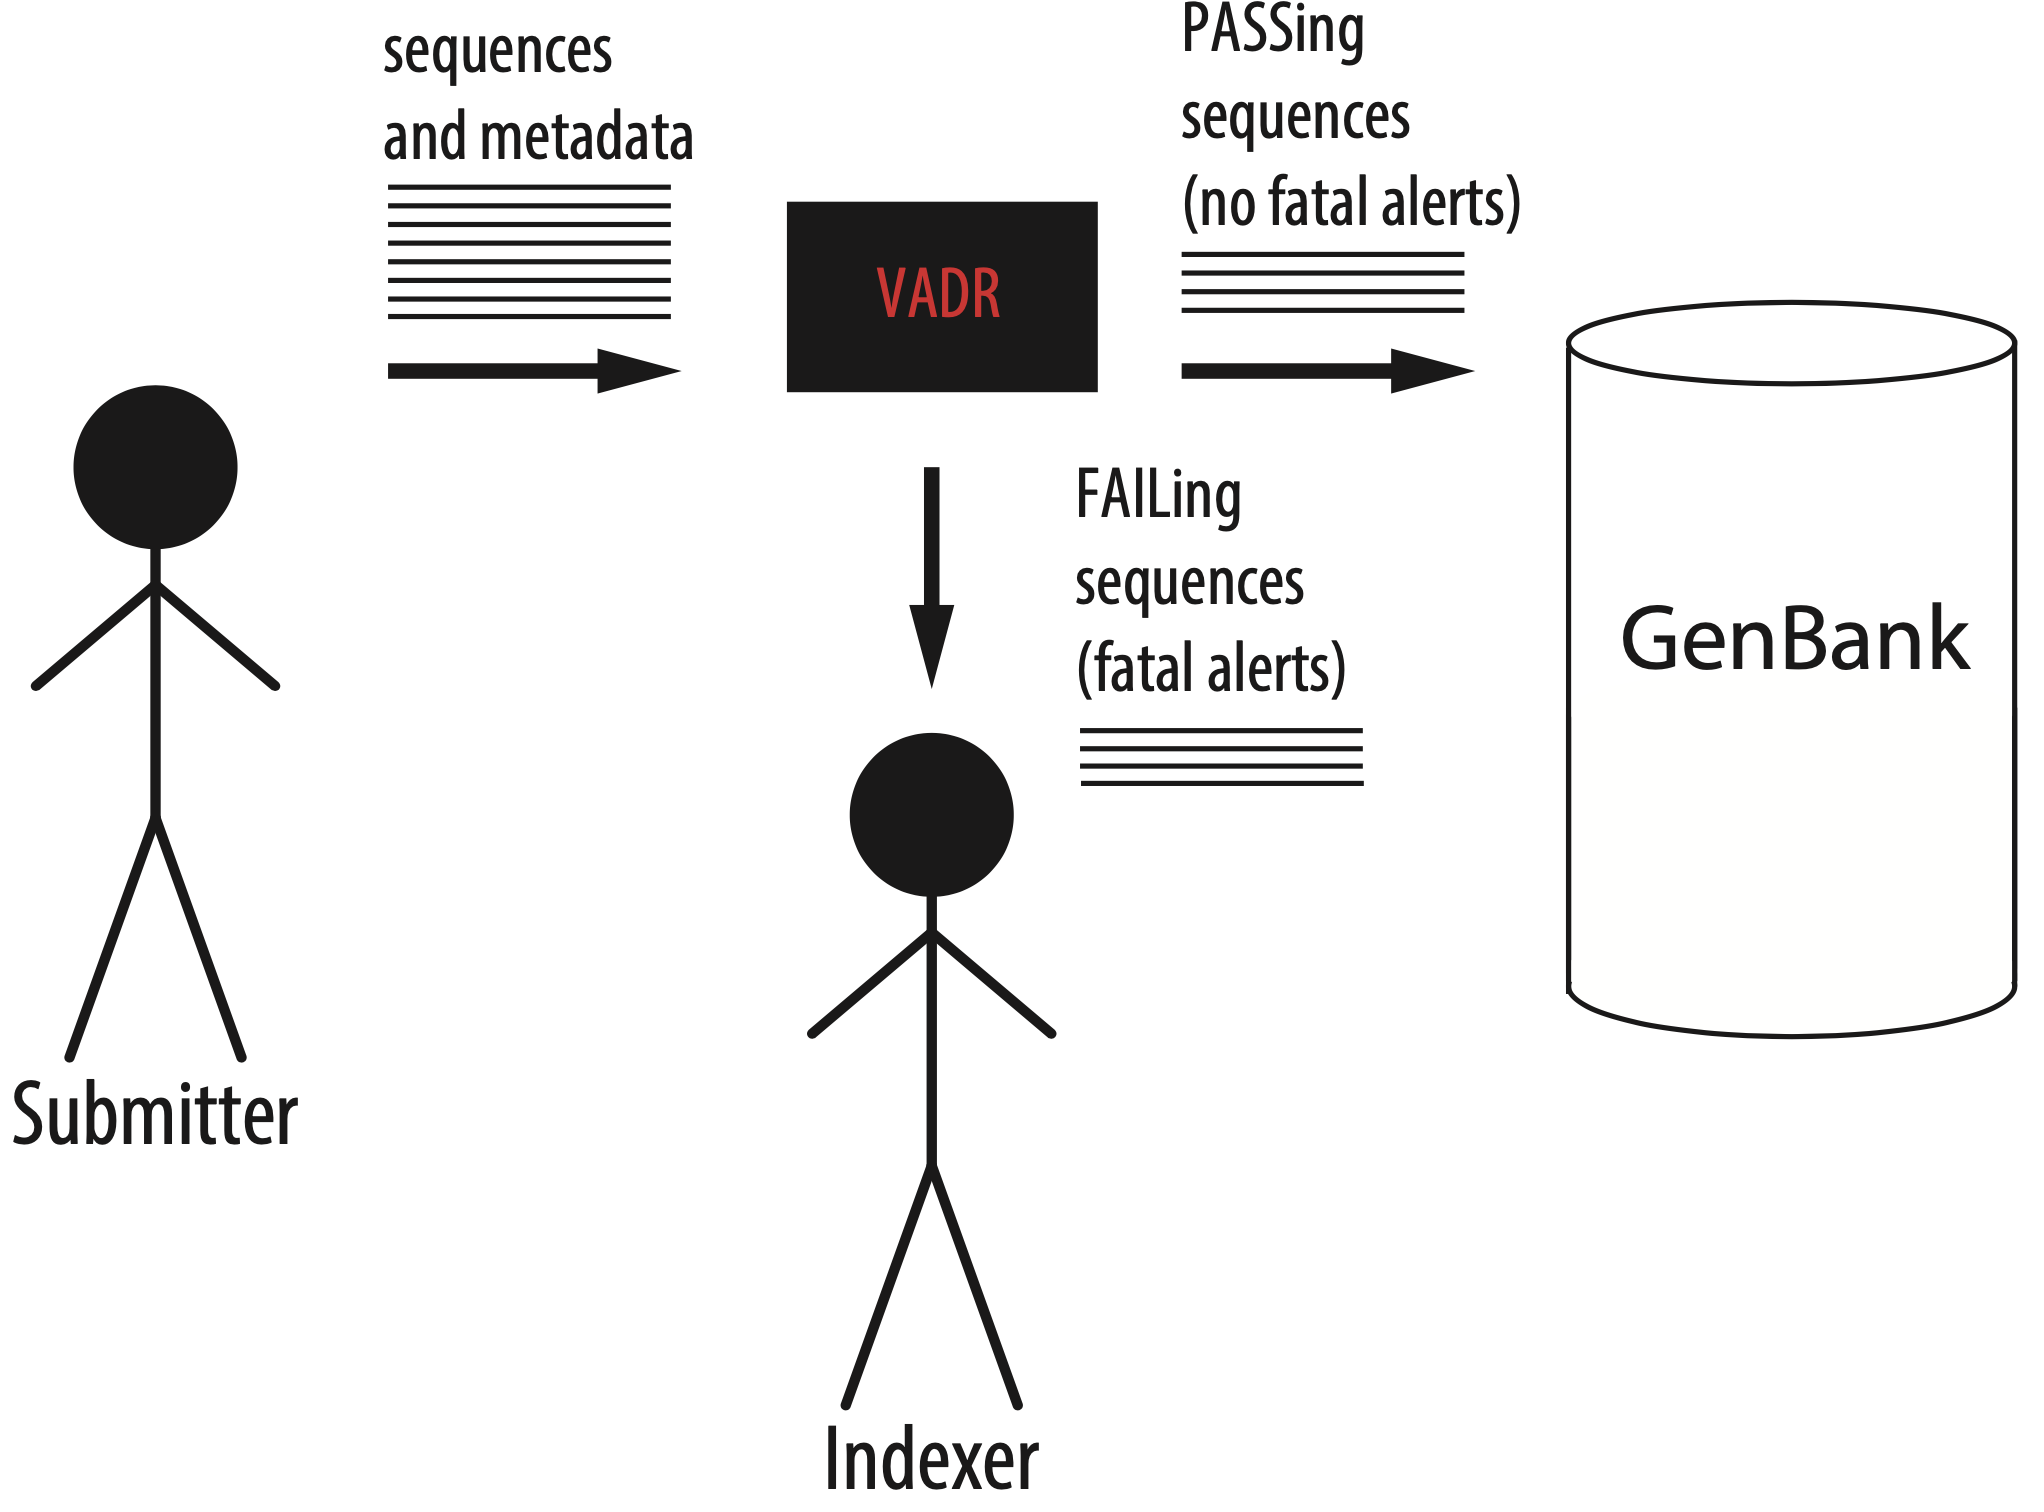 sequences
and metadata
VADR
PASSing
sequences
(no fatal alerts)
FAILing
sequences
(fatal alerts)
GenBank
Submitter
Indexer